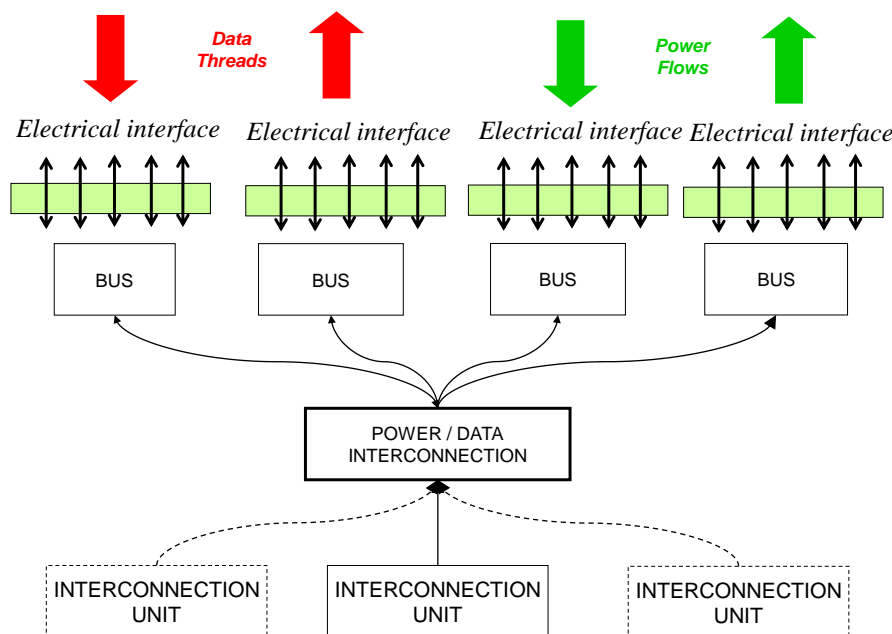 Data
Threads
Power
Flows
Electrical interface
Electrical interface
Electrical interface
Electrical interface
BUS
BUS
BUS
BUS
POWER / DATA
INTERCONNECTION
INTERCONNECTION
UNIT
INTERCONNECTION
UNIT
INTERCONNECTION
UNIT